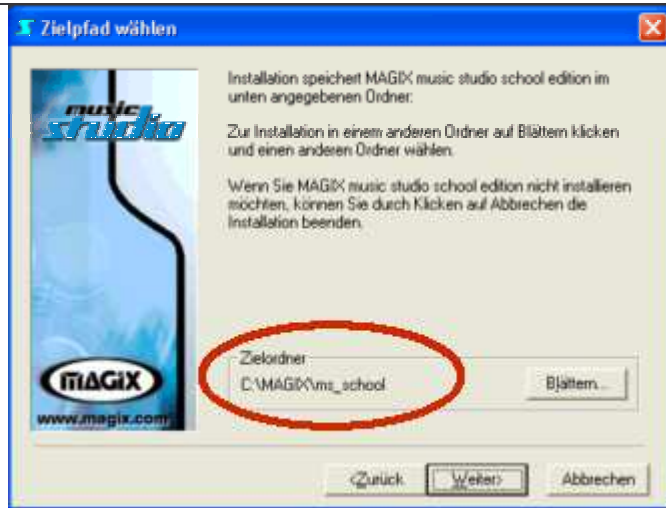 Zielpfad wählen
Installation speichert MAGIX music studio school edition im
unten angegebenen Ordner:
Zur Installation in einem anderen Ordner auf Blättern klicken
und einen anderen Ordner wählen.
Wenn Sie MAGIX music studio school edition nicht installieren
möchten, können Sie durch Klicken auf Abbrechen die
Installation beenden.
music
studio
MAGIX
www.magix.com
Zielordner
C:\MAGIX\ms_school
Blättern...
<Zurück
Weiter>
Abbrechen